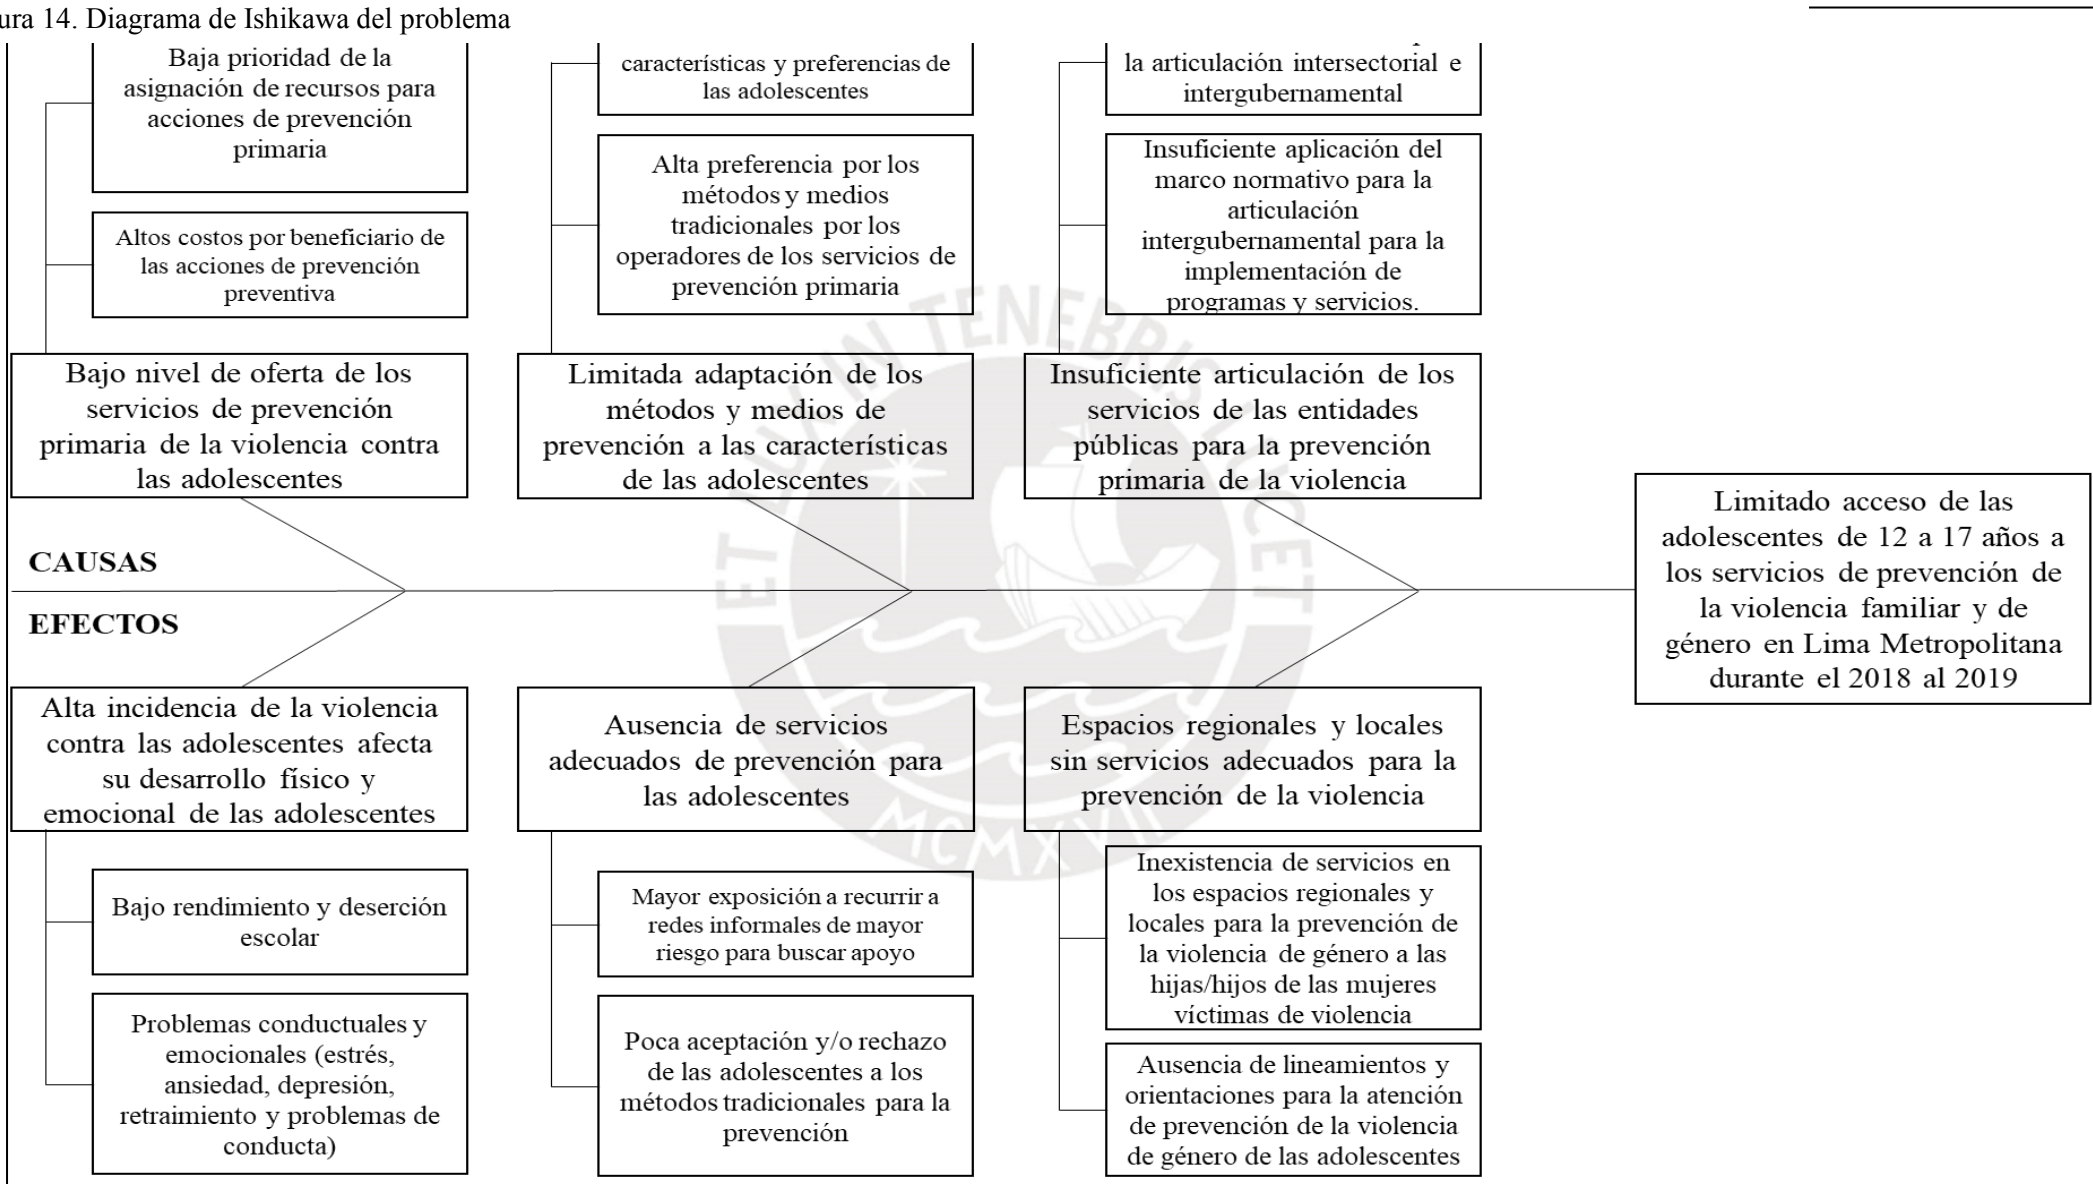 ura 14. Diagrama de Ishikawa del problema
Baja prioridad de la
asignación de recursos para
acciones de prevención
primaria
Altos costos por beneficiario de
las acciones de prevención
preventiva
Bajo nivel de oferta de los
servicios de prevención
primaria de la violencia contra
las adolescentes
características y preferencias de
las adolescentes
Alta preferencia por los
métodos y medios
tradicionales por los
operadores de los servicios de
prevención primaria
Limitada adaptación de los
métodos y medios de
prevención a las características
de las adolescentes
la articulación intersectorial e
intergubernamental
Insuficiente aplicación del
marco normativo para la
articulación
intergubernamental para la
implementación de
programas y servicios.
Insuficiente articulación de los
servicios de las entidades
públicas para la prevención
primaria de la violencia
CAUSAS
EFECTOS
Limitado acceso de las
adolescentes de 12 a 17 años a
los servicios de prevención de
la violencia familiar y de
género en Lima Metropolitana
durante el 2018 al 2019
Alta incidencia de la violencia
contra las adolescentes afecta
su desarrollo físico y
emocional de las adolescentes
Bajo rendimiento y deserción
escolar
Problemas conductuales y
emocionales (estrés,
ansiedad, depresión,
retraimiento y problemas de
conducta)
Ausencia de servicios
adecuados de prevención para
las adolescentes
Mayor exposición a recurrir a
redes informales de mayor
riesgo para buscar apoyo
Poca aceptación y/o rechazo
de las adolescentes a los
métodos tradicionales para la
prevención
Espacios regionales y locales
sin servicios adecuados para la
prevención de la violencia
Inexistencia de servicios en
los espacios regionales y
locales para la prevención de
la violencia de género a las
hijas/hijos de las mujeres
víctimas de violencia
Ausencia de lineamientos y
orientaciones para la atención
de prevención de la violencia
de género de las adolescentes
ET LVX IN TENEBRIS LVCET
MCMXVII